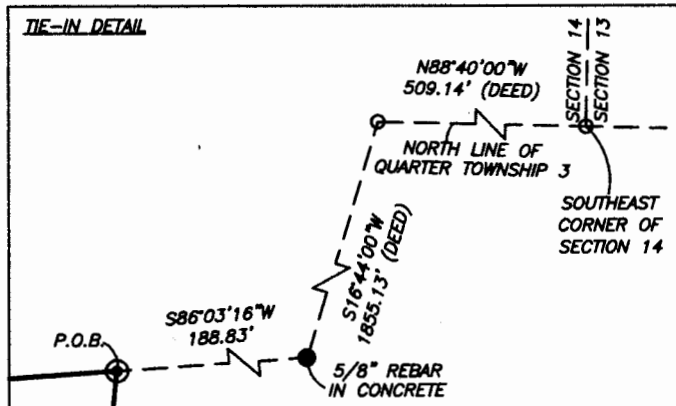 TIE-IN DETAIL
SECTION 14
SECTION 13
N88°40'00"W
509.14' (DEED)
NORTH LINE OF
QUARTER TOWNSHIP 3
SOUTHEAST
CORNER OF
SECTION 14
S16°44'00"W
1855.13' (DEED)
S86°03'16"W
188.83'
P.O.B.
5/8" REBAR
IN CONCRETE